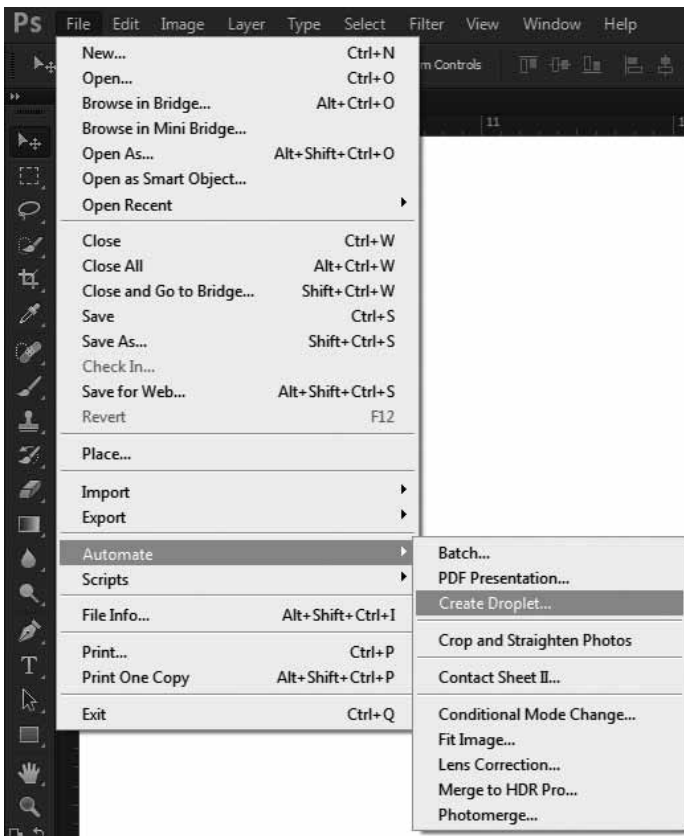 Ps File Edit Image Layer Type Select Filter View Window Help
m Controls
New... Ctrl+N
Open... Ctrl+O
Browse in Bridge... Alt+Ctrl+O
Browse in Mini Bridge...
11
Open As... Alt+Shift+Ctrl+O
Open as Smart Object...
Open Recent
Close Ctrl+W
Close All Alt+Ctrl+W
Close and Go to Bridge... Shift+Ctrl+W
Save Ctrl+S
Save As... Shift+Ctrl+S
Check In...
Save for Web... Alt+Shift+Ctrl+S
Revert F12
Place...
Import
Export
Automate
Scripts
File Info... Alt+Shift+Ctrl+I
Print... Ctrl+P
Print One Copy Alt+Shift+Ctrl+P
Exit Ctrl+Q
Batch...
PDF Presentation...
Create Droplet...
Crop and Straighten Photos
Contact Sheet II...
Conditional Mode Change...
Fit Image...
Lens Correction...
Merge to HDR Pro...
Photomerge...
T